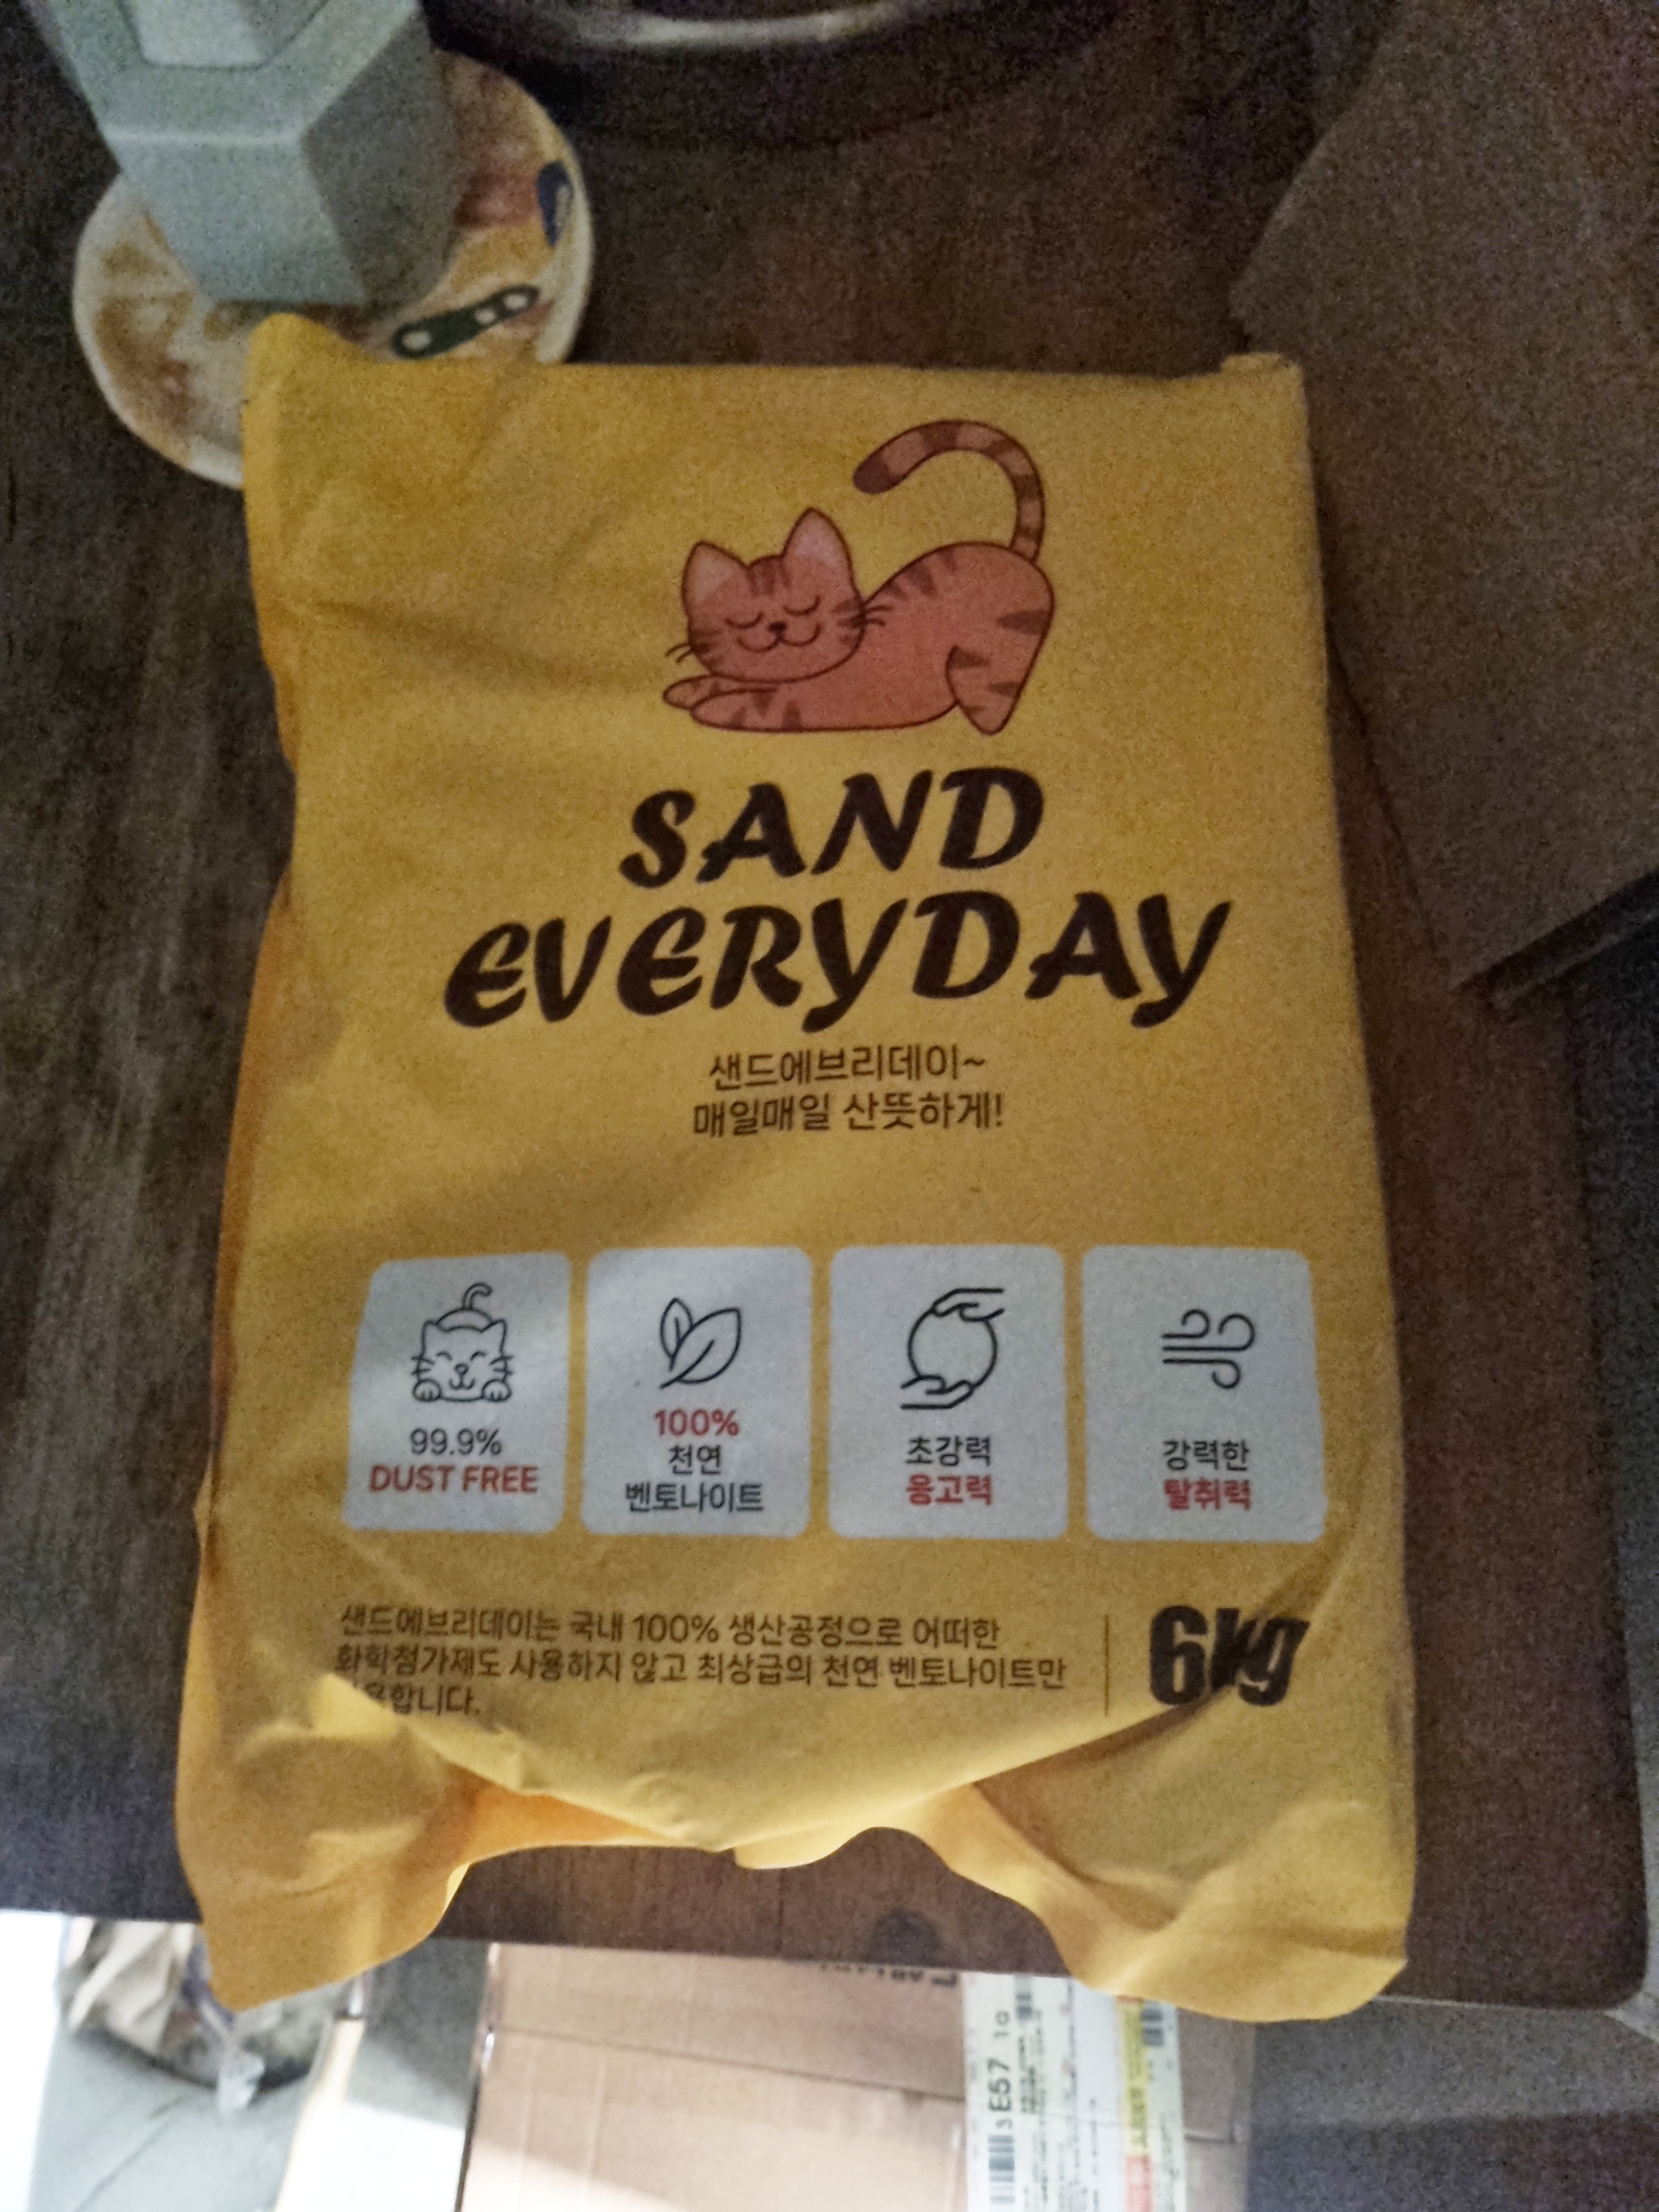 SAND
EVERYDAY
샌드에브리데이~
매일매일 산뜻하게!
99.9%
DUST FREE
100%
천연
벤토나이트
초강력
응고력
강력한
탈취력
샌드에브리데이는 국내 100% 생산공정으로 어떠한
화학첨가제도 사용하지 않고 최상급의 천연 벤토나이트만
6kg
E57